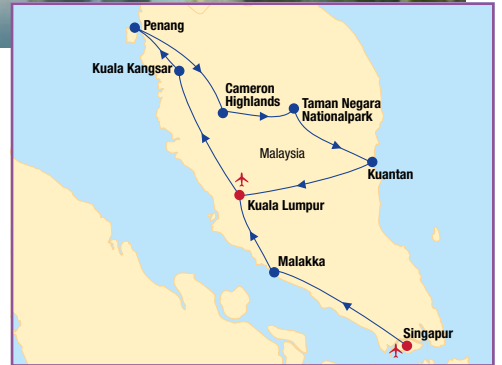 Penang
Kuala Kangsar
Cameron
Highlands
Taman Negara
Nationalpark
Malaysia
Kuantan
Kuala Lumpur
Malakka
Singapur